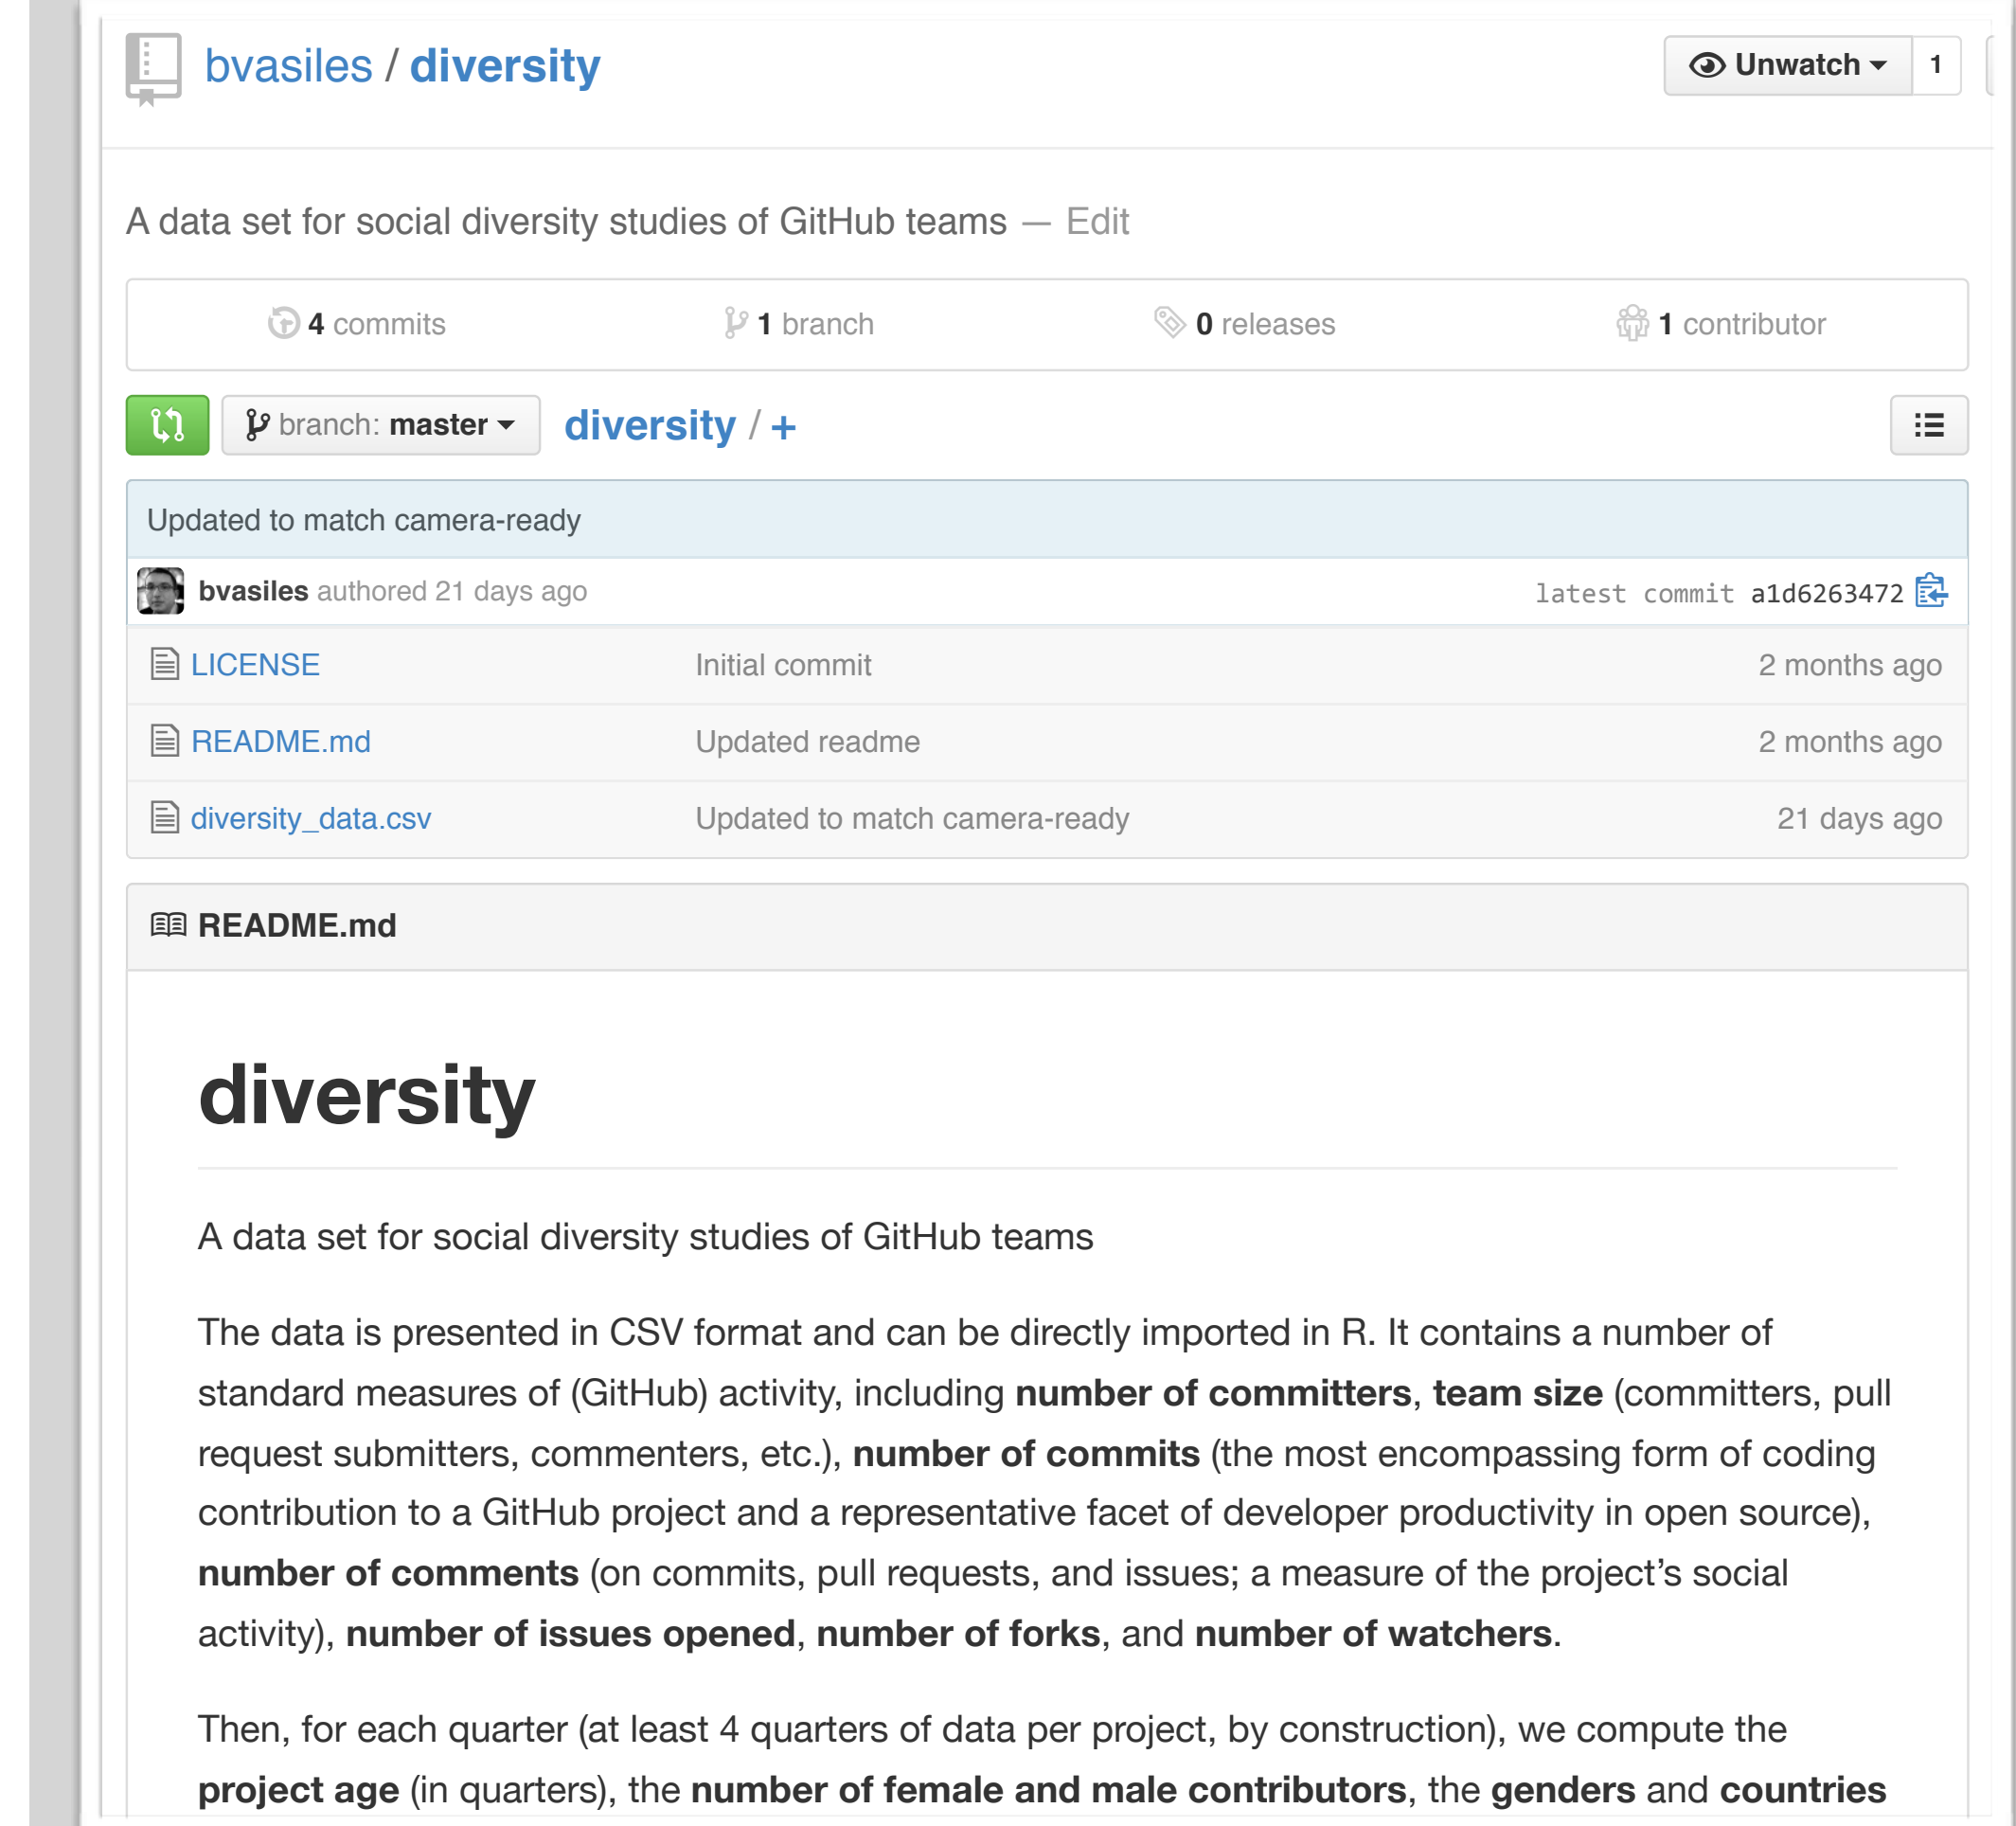 bvasiles / diversity
Unwatch 1
A data set for social diversity studies of GitHub teams — Edit
4 commits 1 branch 0 releases 1 contributor
branch: master diversity / +
Updated to match camera-ready
bvasiles authored 21 days ago latest commit a1d6263472
LICENSE Initial commit 2 months ago
README.md Updated readme 2 months ago
diversity_data.csv Updated to match camera-ready 21 days ago
README.md
diversity
A data set for social diversity studies of GitHub teams
The data is presented in CSV format and can be directly imported in R. It contains a number of
standard measures of (GitHub) activity, including number of committers, team size (committers, pull
request submitters, commenters, etc.), number of commits (the most encompassing form of coding
contribution to a GitHub project and a representative facet of developer productivity in open source),
number of comments (on commits, pull requests, and issues; a measure of the project’s social
activity), number of issues opened, number of forks, and number of watchers.
Then, for each quarter (at least 4 quarters of data per project, by construction), we compute the
project age (in quarters), the number of female and male contributors, the genders and countries